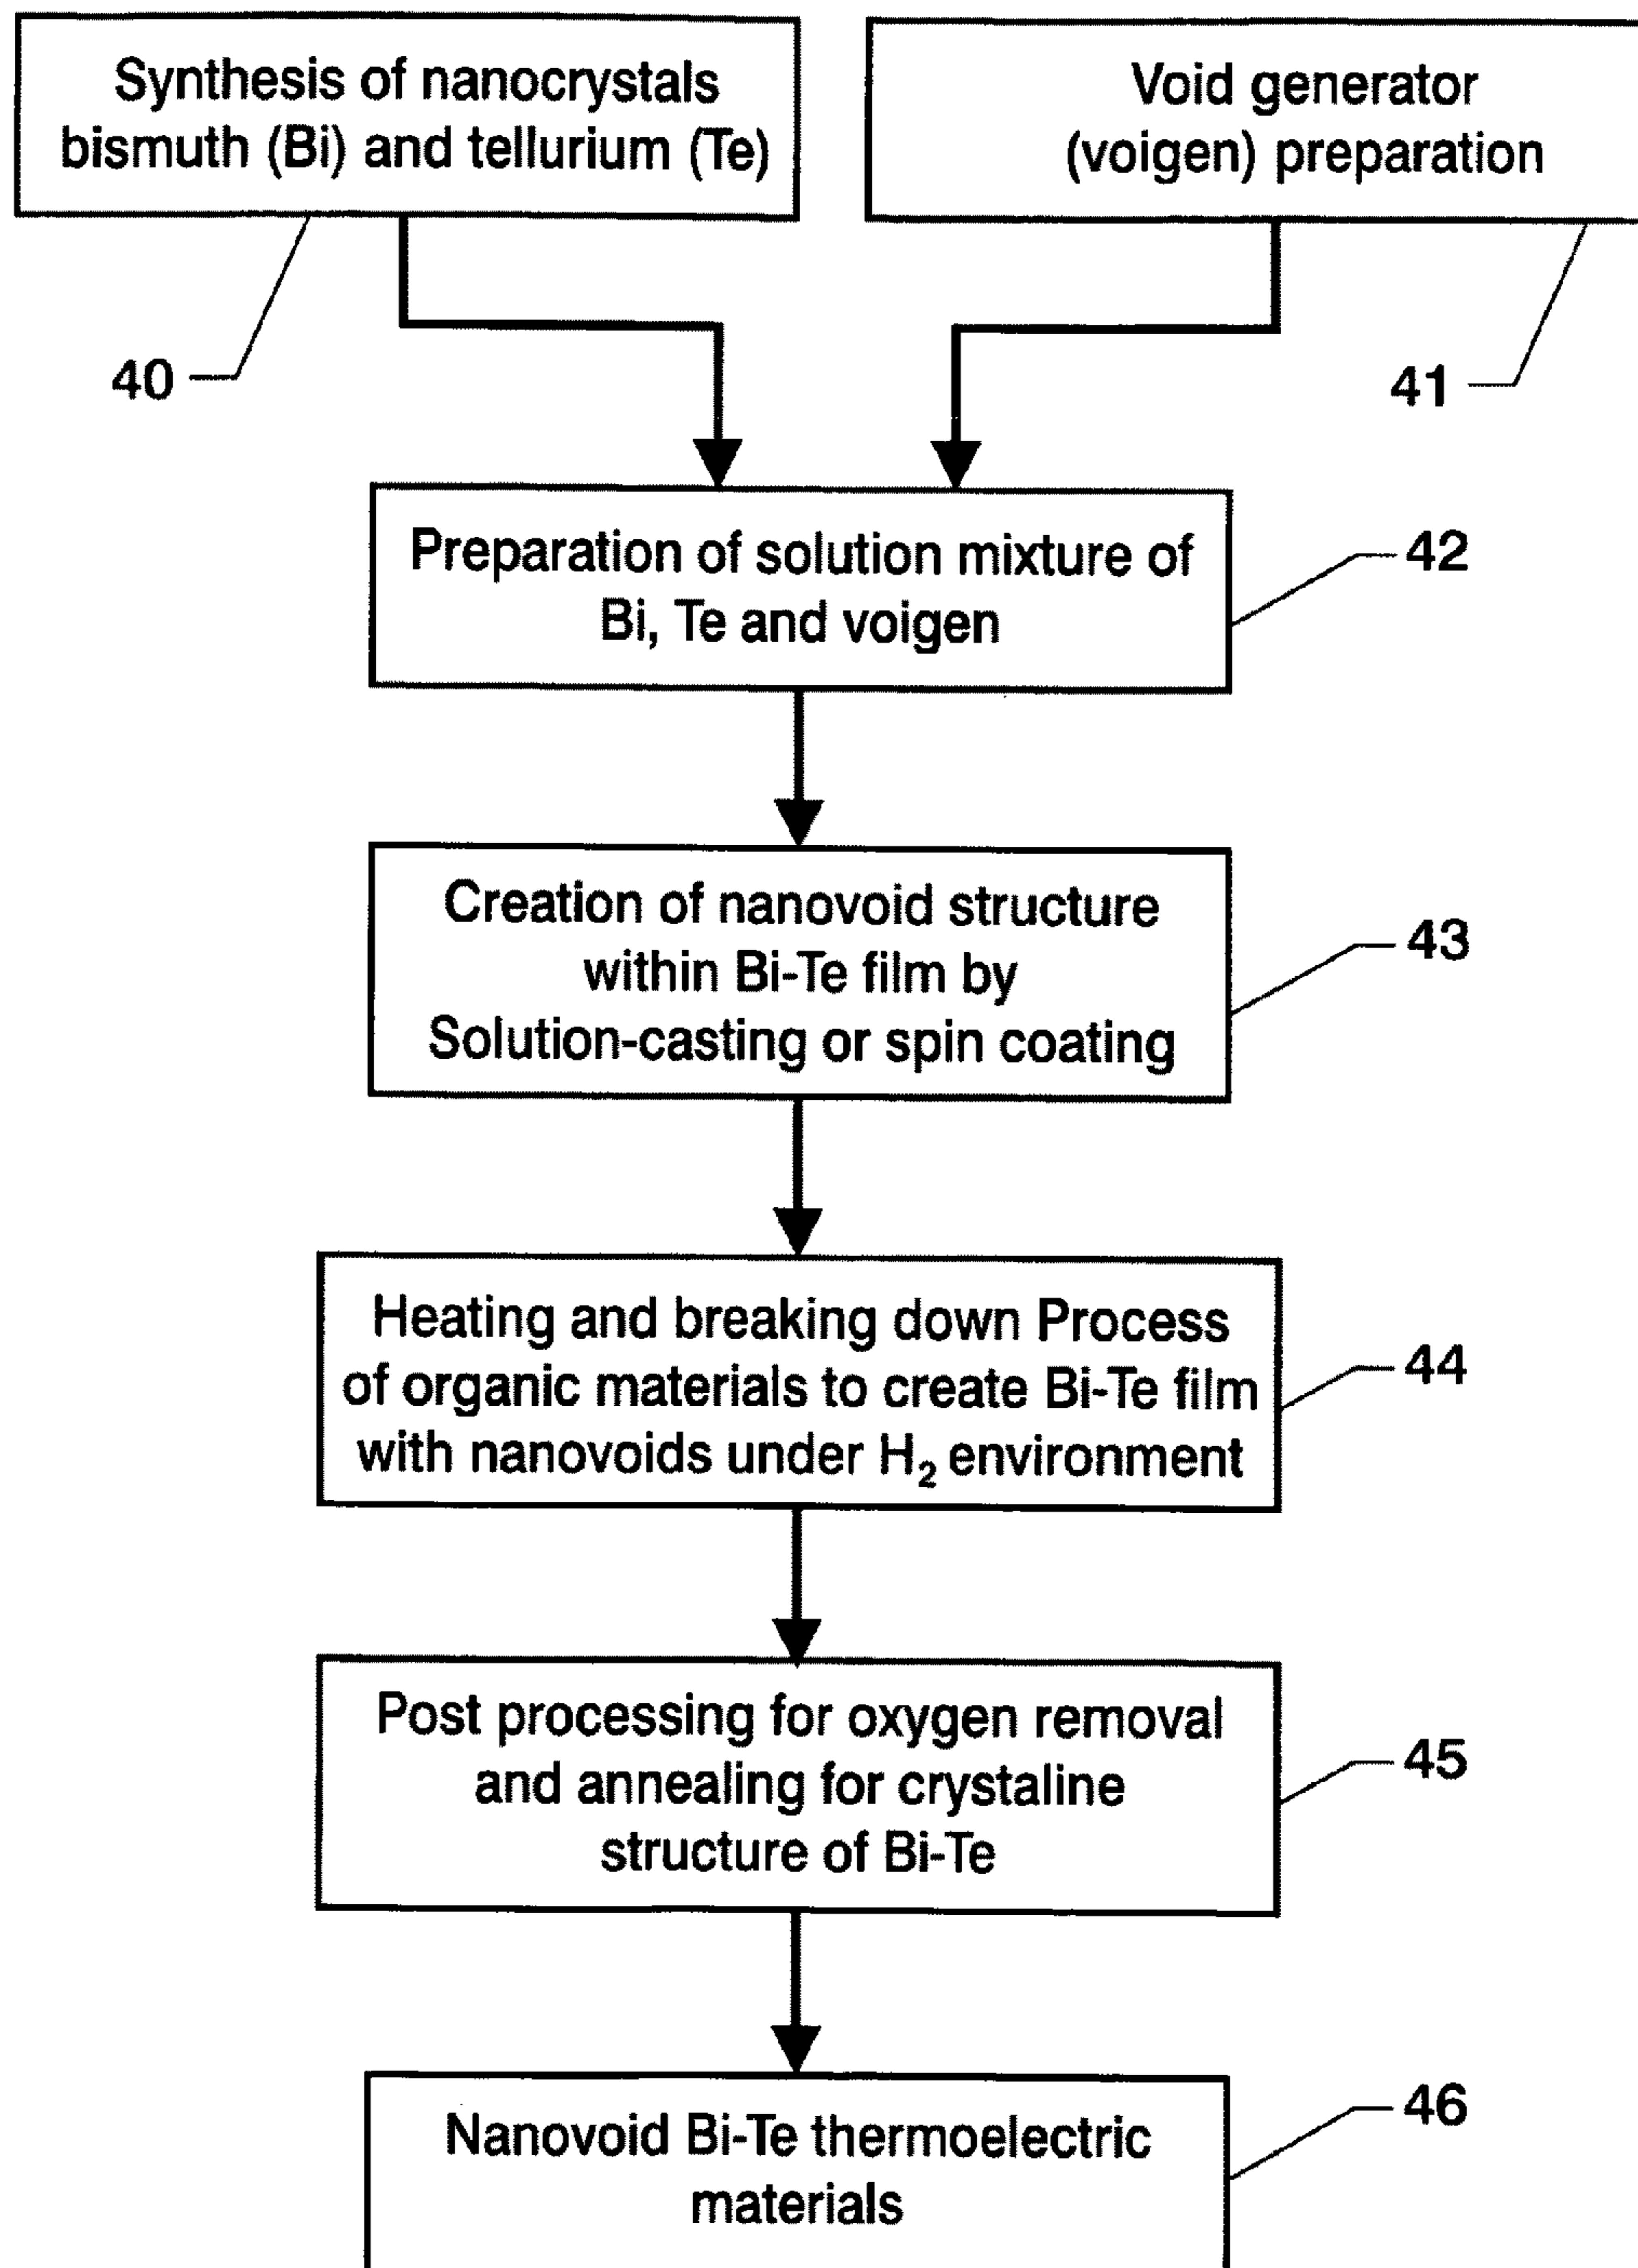 Synthesis of nanocrystals
bismuth (Bi) and tellurium (Te)
Void generator
(voigen) preparation
40
41
Preparation of solution mixture of
Bi, Te and voigen
42
Creation of nanovoid structure
within Bi-Te film by
Solution-casting or spin coating
43
Heating and breaking down Process
of organic materials to create Bi-Te film
with nanovoids under H₂ environment
44
Post processing for oxygen removal
and annealing for crystaline
structure of Bi-Te
45
Nanovoid Bi-Te thermoelectric
materials
46